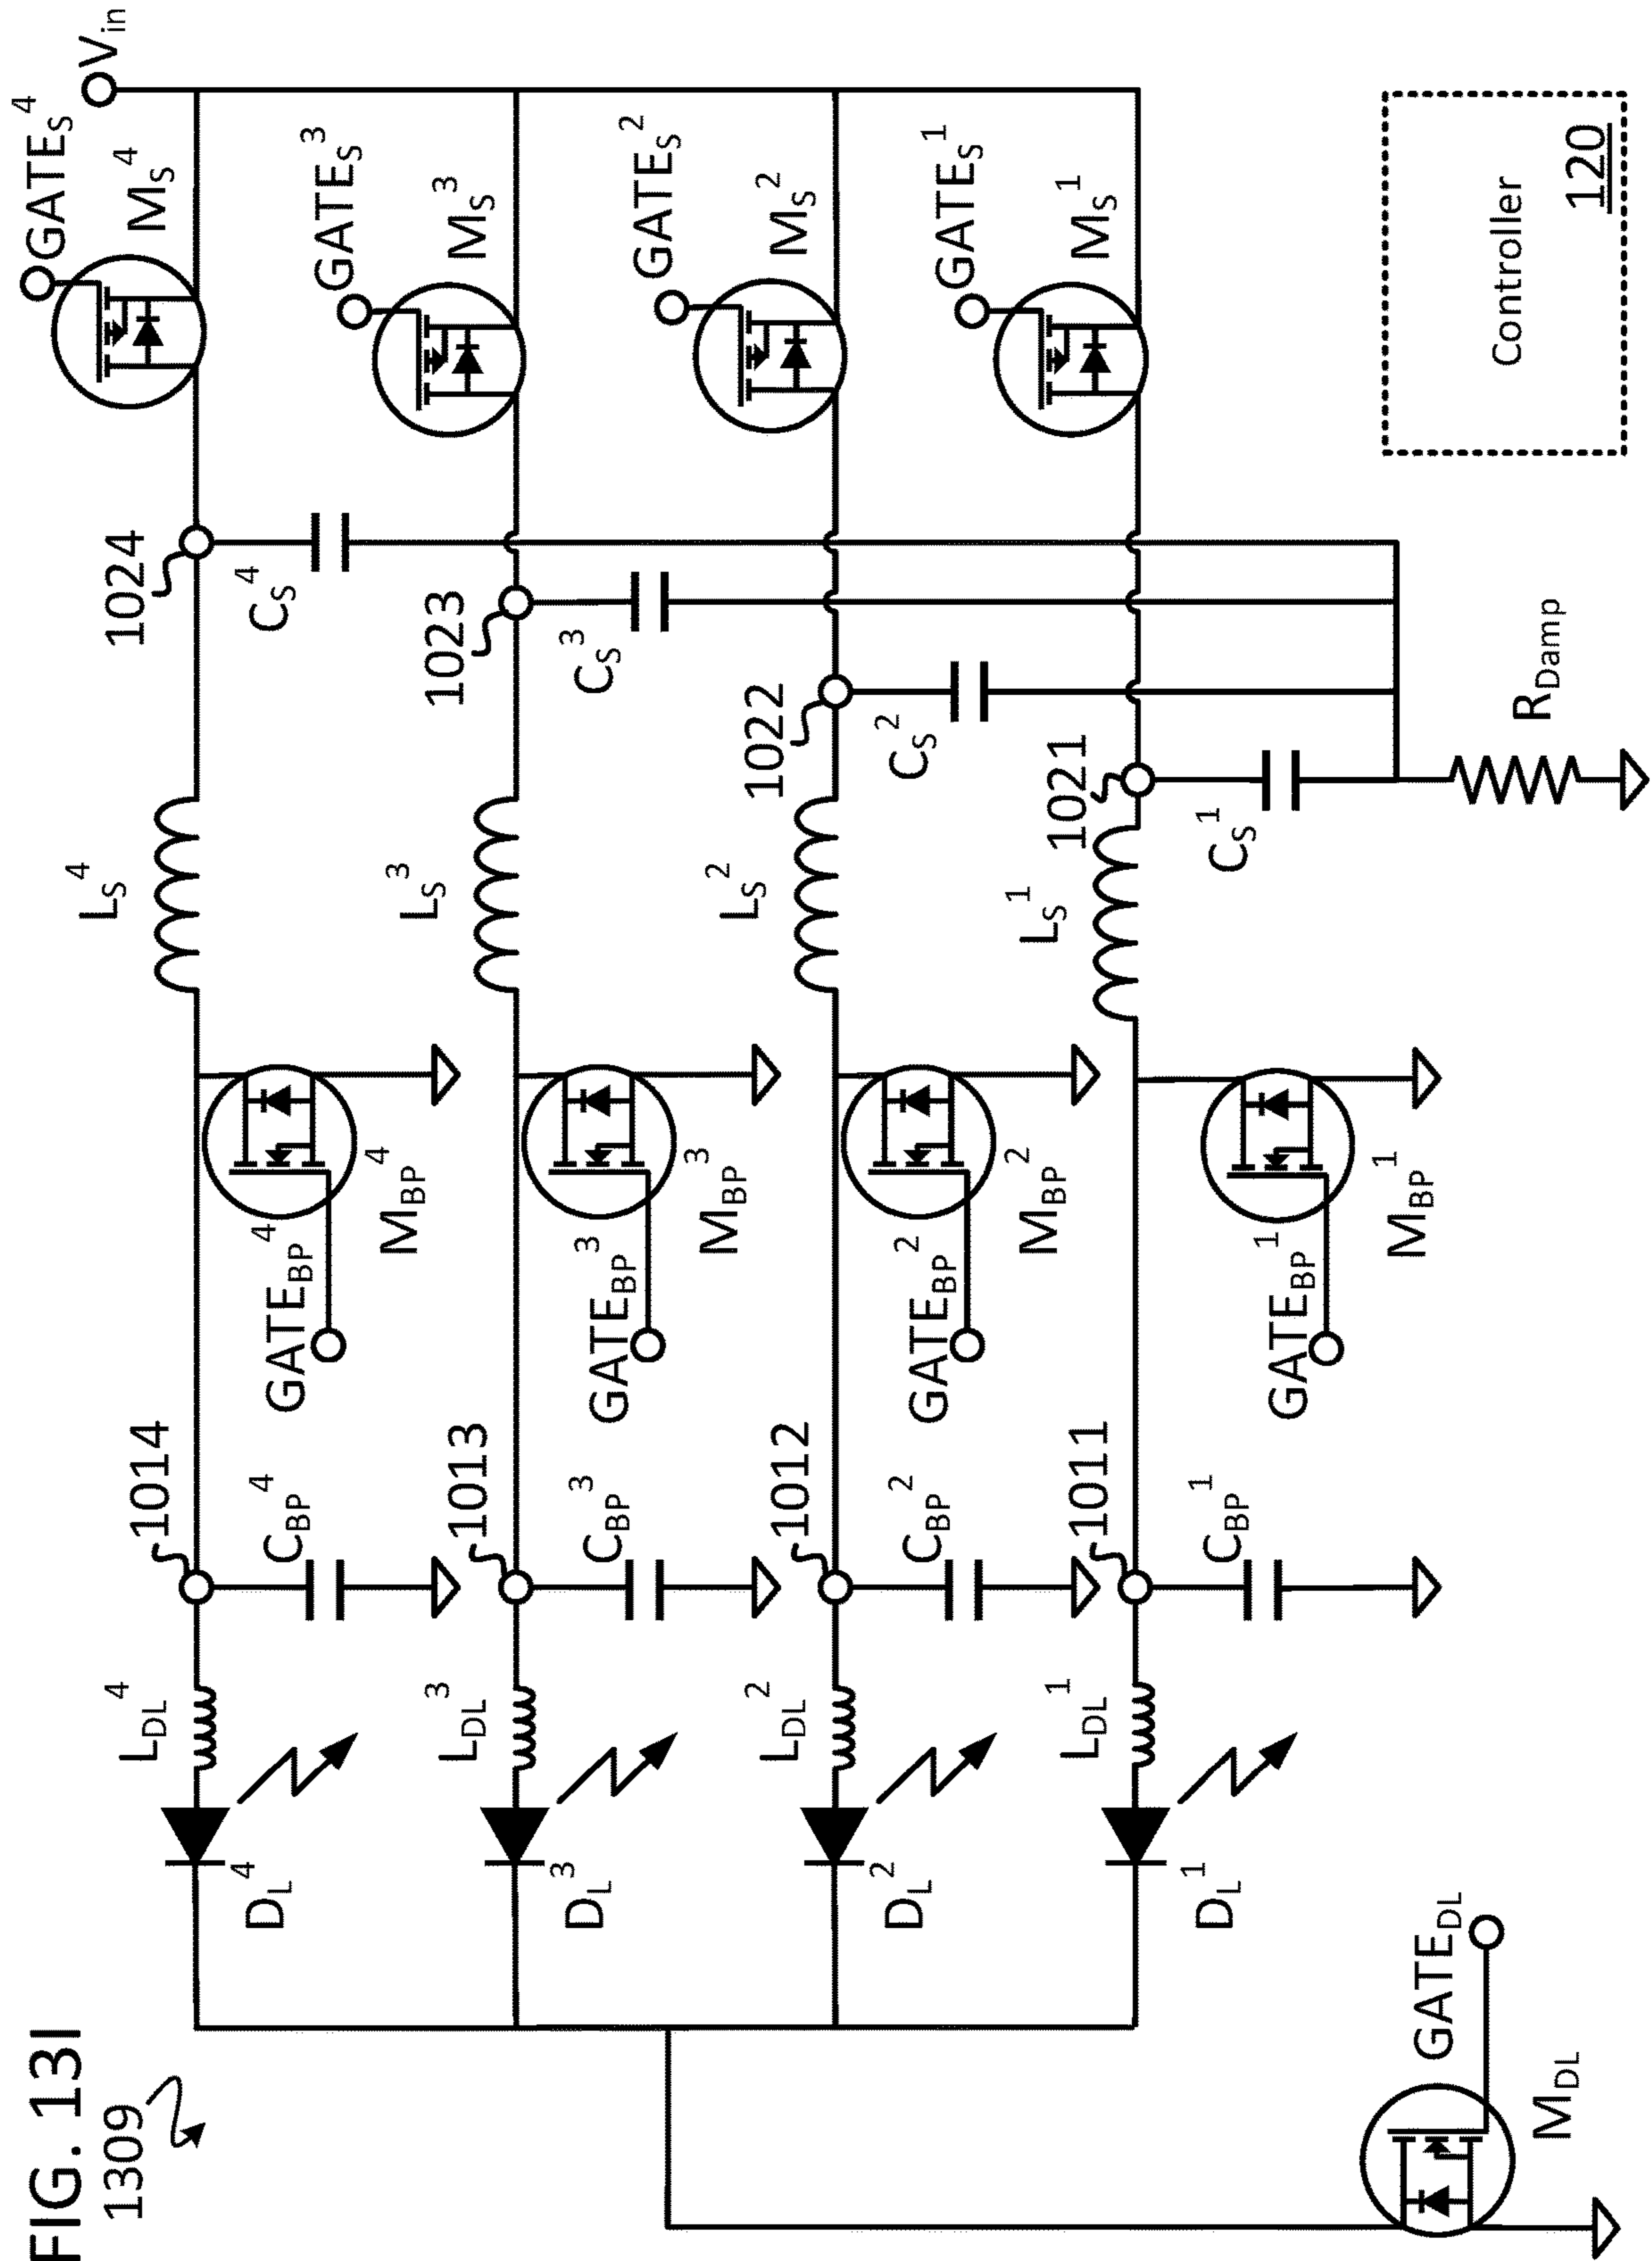 FIG. 13I
1309
V_in
GATE_S^4
M_S^4
GATE_S^3
M_S^3
GATE_S^2
M_S^2
GATE_S^1
M_S^1
1024
C_S^4
1023
C_S^3
1022
C_S^2
1021
C_S^1
R_Damp
Controller
120
L_S^4
L_S^3
L_S^2
L_S^1
GATE_BP^4
M_BP^4
GATE_BP^3
M_BP^3
GATE_BP^2
M_BP^2
GATE_BP^1
M_BP^1
1014
C_BP^4
1013
C_BP^3
1012
C_BP^2
1011
C_BP^1
L_DL^4
L_DL^3
L_DL^2
L_DL^1
D_L^4
D_L^3
D_L^2
D_L^1
GATE_DL
M_DL